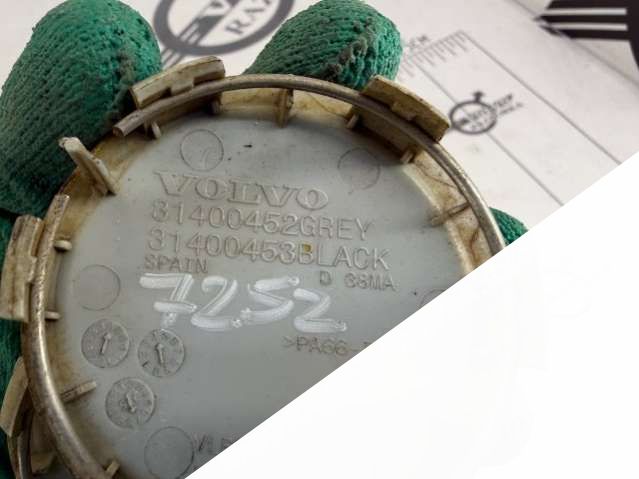 VOLVO
31400452GREY
31400453BLACK
SPAIN
D 38MA
7252
>PA66-